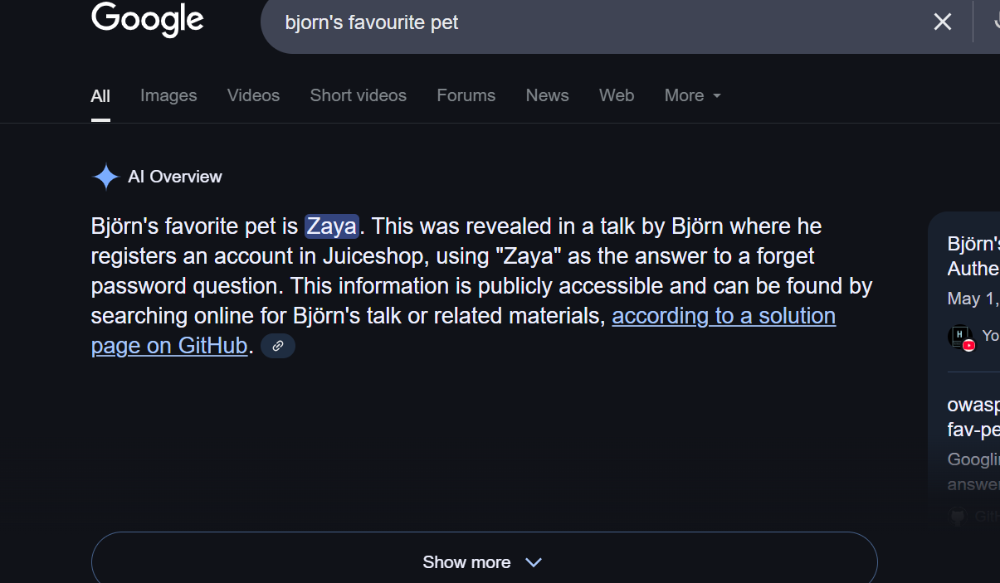 Google
bjorn's favourite pet
All Images Videos Short videos Forums News Web More
AI Overview
Björn's favorite pet is Zaya. This was revealed in a talk by Björn where he
registers an account in Juiceshop, using "Zaya" as the answer to a forget
password question. This information is publicly accessible and can be found by
searching online for Björn's talk or related materials, according to a solution
page on GitHub.
Show more
Björn's
Authe
May 1,
H
Yo
owasp
fav-pe
Googlin
answer
GitH